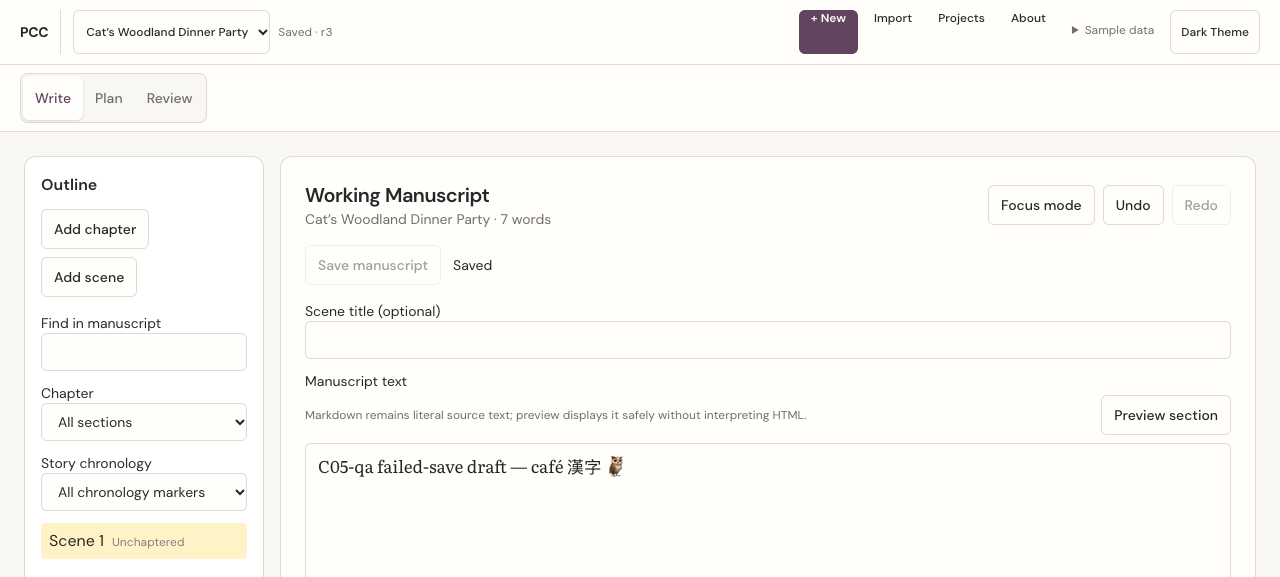 PCC
Cat’s Woodland Dinner Party
Saved · r3
+ New
Import
Projects
About
Sample data
Dark Theme
Write
Plan
Review
Outline
Add chapter
Add scene
Find in manuscript
Chapter
All sections
Story chronology
All chronology markers
Scene 1 Unchaptered
Working Manuscript
Cat’s Woodland Dinner Party · 7 words
Focus mode
Undo
Redo
Save manuscript
Saved
Scene title (optional)
Manuscript text
Markdown remains literal source text; preview displays it safely without interpreting HTML.
Preview section
C05-qa failed-save draft — café 漢字 🦉